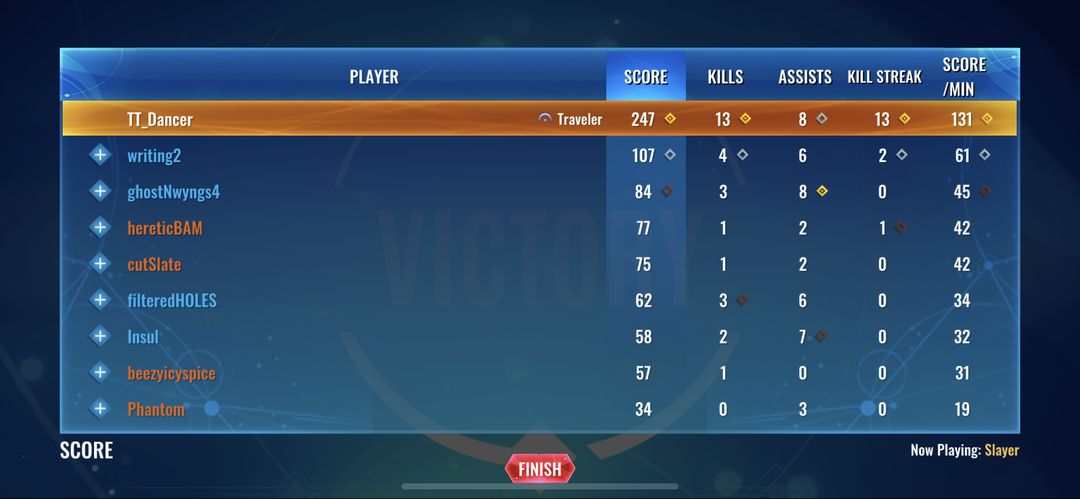 PLAYER SCORE KILLS ASSISTS KILL STREAK SCORE
/MIN
TT_Dancer Traveler 247 13 8 13 131
writing2 107 4 6 2 61
ghostNwyngs4 84 3 8 0 45
hereticBAM 77 1 2 1 42
cutSlate 75 1 2 0 42
filteredHOLES 62 3 6 0 34
Insul 58 2 7 0 32
beezyicyspice 57 1 0 0 31
Phantom 34 0 3 0 19
VICTORY
SCORE
Now Playing: Slayer
FINISH